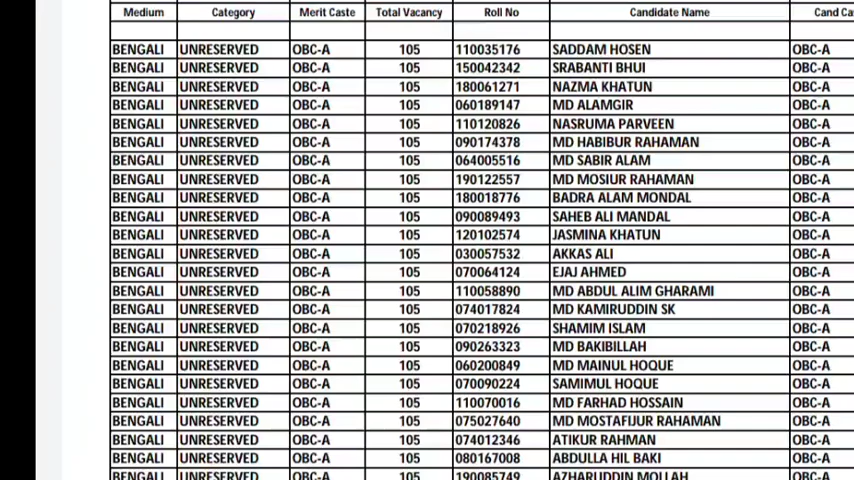 Medium Category Merit Caste Total Vacancy Roll No Candidate Name Cand
BENGALI UNRESERVED OBC-A 105 110035176 SADDAM HOSEN OBC-A
BENGALI UNRESERVED OBC-A 105 150042342 SRABANTI BHUI OBC-A
BENGALI UNRESERVED OBC-A 105 180061271 NAZMA KHATUN OBC-A
BENGALI UNRESERVED OBC-A 105 060189147 MD ALAMGIR OBC-A
BENGALI UNRESERVED OBC-A 105 110120826 NASRUMA PARVEEN OBC-A
BENGALI UNRESERVED OBC-A 105 090174378 MD HABIBUR RAHAMAN OBC-A
BENGALI UNRESERVED OBC-A 105 064005516 MD SABIR ALAM OBC-A
BENGALI UNRESERVED OBC-A 105 190122557 MD MOSIUR RAHAMAN OBC-A
BENGALI UNRESERVED OBC-A 105 180018776 BADRA ALAM MONDAL OBC-A
BENGALI UNRESERVED OBC-A 105 090089493 SAHEB ALI MANDAL OBC-A
BENGALI UNRESERVED OBC-A 105 120102574 JASMINA KHATUN OBC-A
BENGALI UNRESERVED OBC-A 105 030057532 AKKAS ALI OBC-A
BENGALI UNRESERVED OBC-A 105 070064124 EJAJ AHMED OBC-A
BENGALI UNRESERVED OBC-A 105 110058890 MD ABDUL ALIM GHARAMI OBC-A
BENGALI UNRESERVED OBC-A 105 074017824 MD KAMIRUDDIN SK OBC-A
BENGALI UNRESERVED OBC-A 105 070218926 SHAMIM ISLAM OBC-A
BENGALI UNRESERVED OBC-A 105 090263323 MD BAKIBILLAH OBC-A
BENGALI UNRESERVED OBC-A 105 060200849 MD MAINUL HOQUE OBC-A
BENGALI UNRESERVED OBC-A 105 070090224 SAMIMUL HOQUE OBC-A
BENGALI UNRESERVED OBC-A 105 110070016 MD FARHAD HOSSAIN OBC-A
BENGALI UNRESERVED OBC-A 105 075027640 MD MOSTAFIJUR RAHAMAN OBC-A
BENGALI UNRESERVED OBC-A 105 074012346 ATIKUR RAHMAN OBC-A
BENGALI UNRESERVED OBC-A 105 080167008 ABDULLA HIL BAKI OBC-A
BENGALI UNRESERVED OBC-A 105 190085749 AZHARUDDIN MOLLAH OBC-A